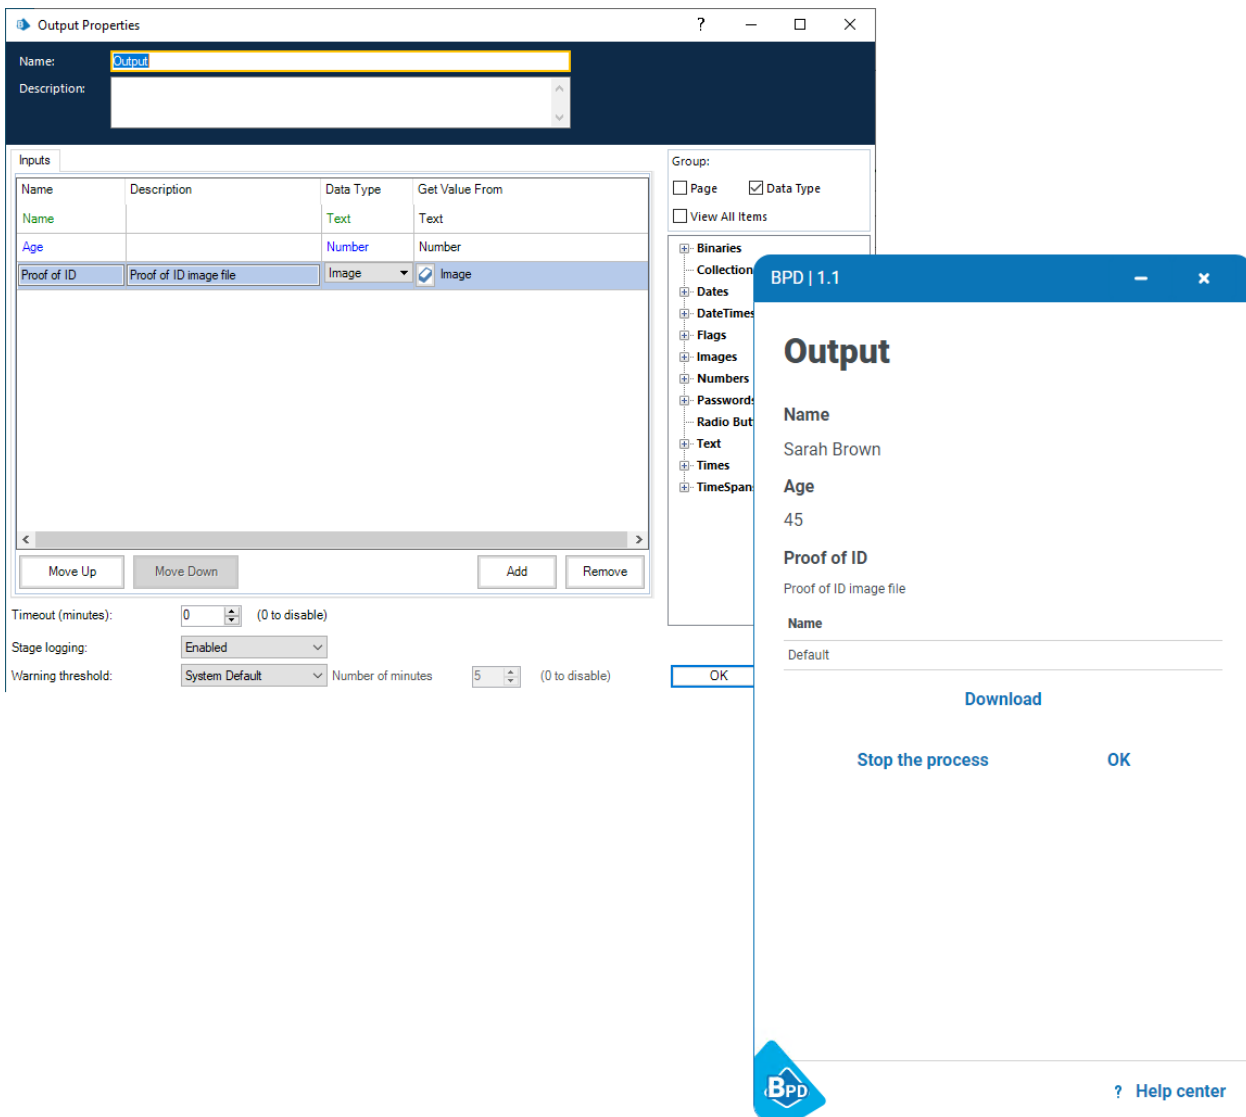 Output Properties
?
Name:
Output
Description:
Inputs
Name Description Data Type Get Value From
Name Text Text
Age Number Number
Proof of ID Proof of ID image file Image Image
Move Up Move Down Add Remove
Timeout (minutes): 0 (0 to disable)
Stage logging: Enabled
Warning threshold: System Default Number of minutes 5 (0 to disable)
Group:
Page Data Type
View All Items
Binaries
Collection
Dates
DateTimes
Flags
Images
Numbers
Passwords
Radio But
Text
Times
TimeSpan
OK
BPD | 1.1
Output
Name
Sarah Brown
Age
45
Proof of ID
Proof of ID image file
Name
Default
Download
Stop the process OK
BPD
? Help center